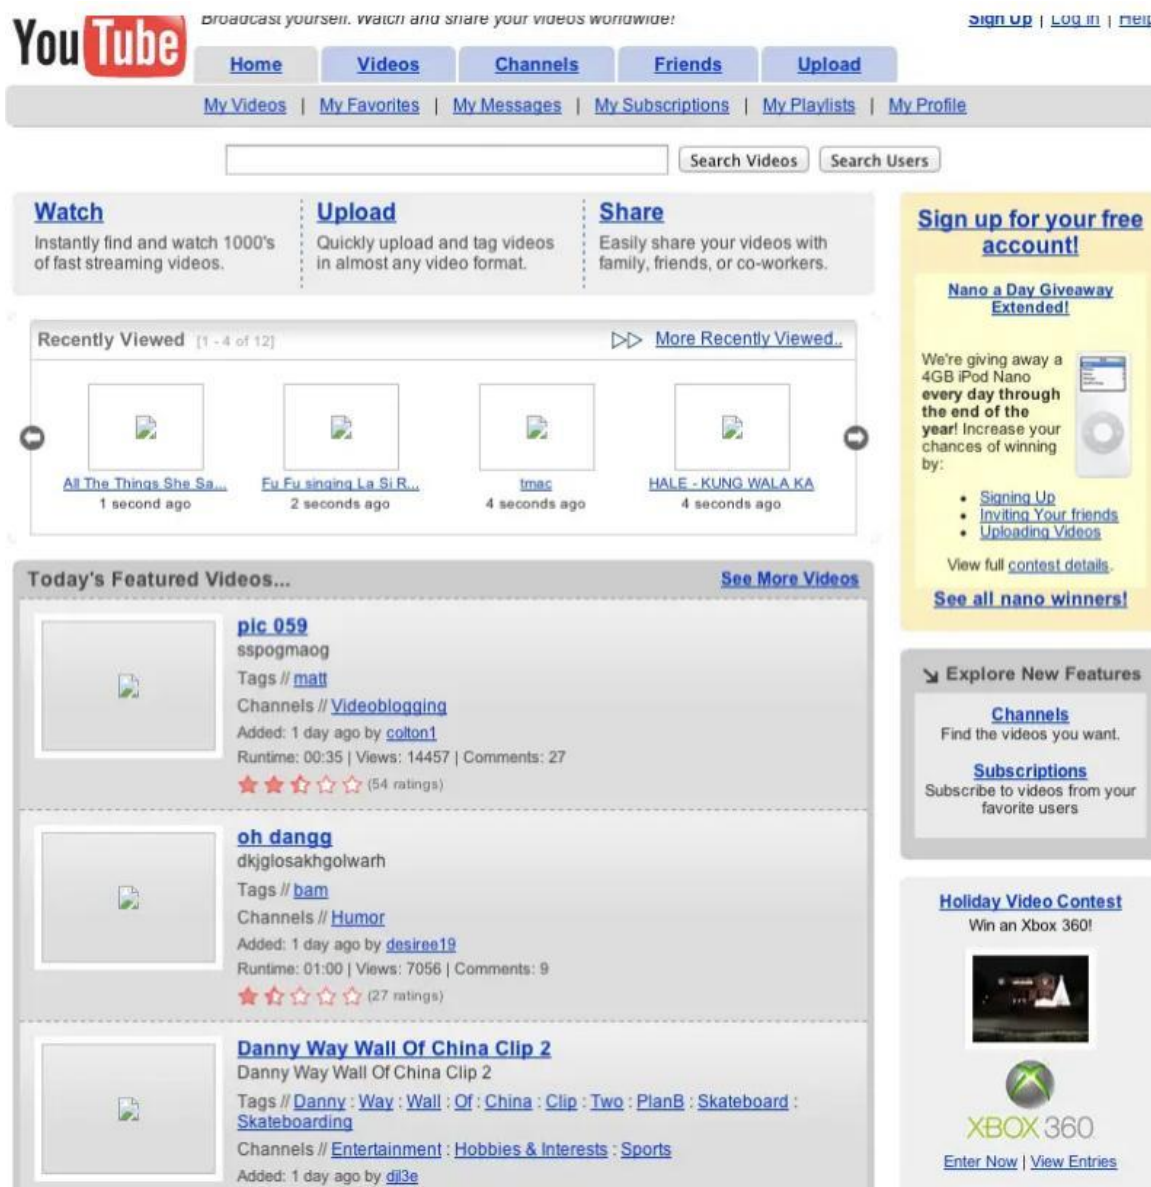 YouTube
Broadcast yourself. Watch and share your videos worldwide!
Sign Up | Log In | Help
Home Videos Channels Friends Upload
My Videos | My Favorites | My Messages | My Subscriptions | My Playlists | My Profile
Search Videos Search Users
Watch
Instantly find and watch 1000's
of fast streaming videos.
Upload
Quickly upload and tag videos
in almost any video format.
Share
Easily share your videos with
family, friends, or co-workers.
Recently Viewed [1 - 4 of 12]
More Recently Viewed..
All The Things She Sa...
1 second ago
Fu Fu singing La Si R...
2 seconds ago
tmac
4 seconds ago
HALE - KUNG WALA KA
4 seconds ago
Today's Featured Videos...
See More Videos
pic 059
sspogmaog
Tags // matt
Channels // Videoblogging
Added: 1 day ago by colton1
Runtime: 00:35 | Views: 14457 | Comments: 27
(54 ratings)
oh dangg
dkjglosakhgolwarh
Tags // bam
Channels // Humor
Added: 1 day ago by desiree19
Runtime: 01:00 | Views: 7056 | Comments: 9
(27 ratings)
Danny Way Wall Of China Clip 2
Danny Way Wall Of China Clip 2
Tags // Danny : Way : Wall : Of : China : Clip : Two : PlanB : Skateboard :
Skateboarding
Channels // Entertainment : Hobbies & Interests : Sports
Added: 1 day ago by djl3e
Sign up for your free
account!
Nano a Day Giveaway
Extended!
We're giving away a
4GB iPod Nano
every day through
the end of the
year! Increase your
chances of winning
by:
Signing Up
Inviting Your friends
Uploading Videos
View full contest details.
See all nano winners!
Explore New Features
Channels
Find the videos you want.
Subscriptions
Subscribe to videos from your
favorite users
Holiday Video Contest
Win an Xbox 360!
XBOX 360
Enter Now | View Entries